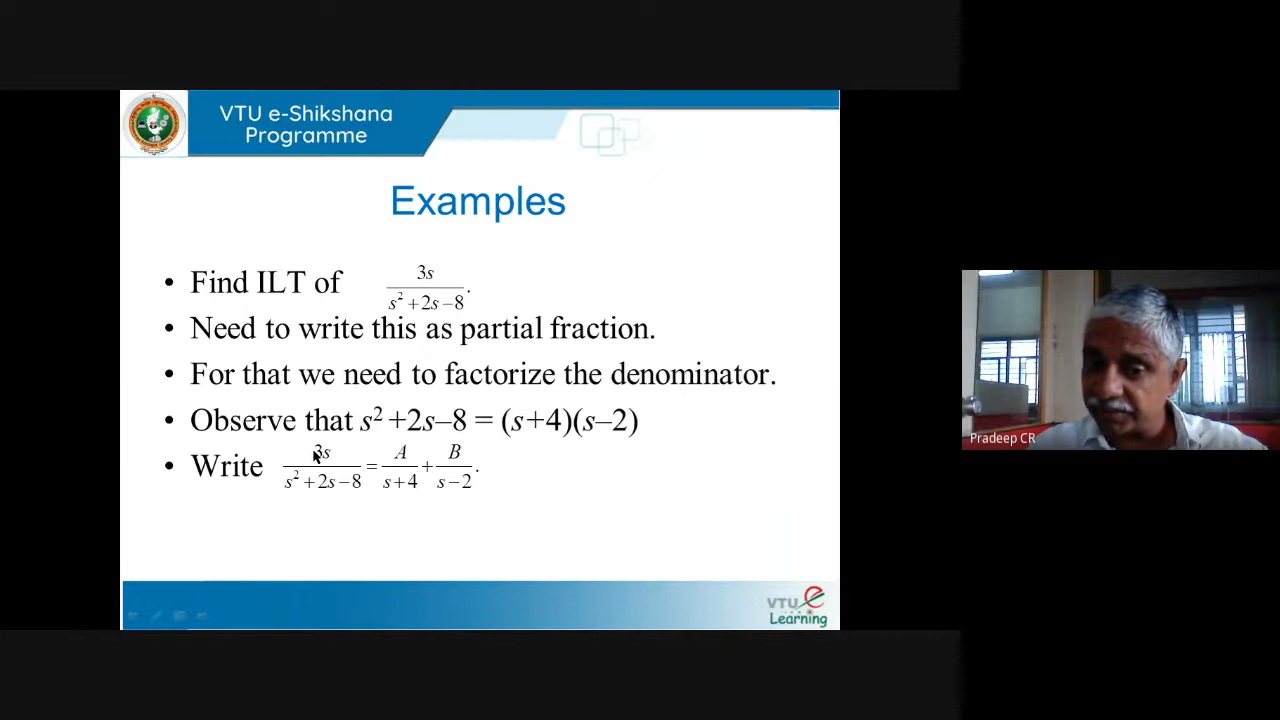 VTU e-Shikshana
Programme
Examples
• Find ILT of 3s / (s² + 2s − 8).
• Need to write this as partial fraction.
• For that we need to factorize the denominator.
• Observe that s² +2s–8 = (s+4)(s–2)
• Write 3s / (s² + 2s − 8) = A / (s + 4) + B / (s − 2).
Pradeep CR
VTU e
Learning